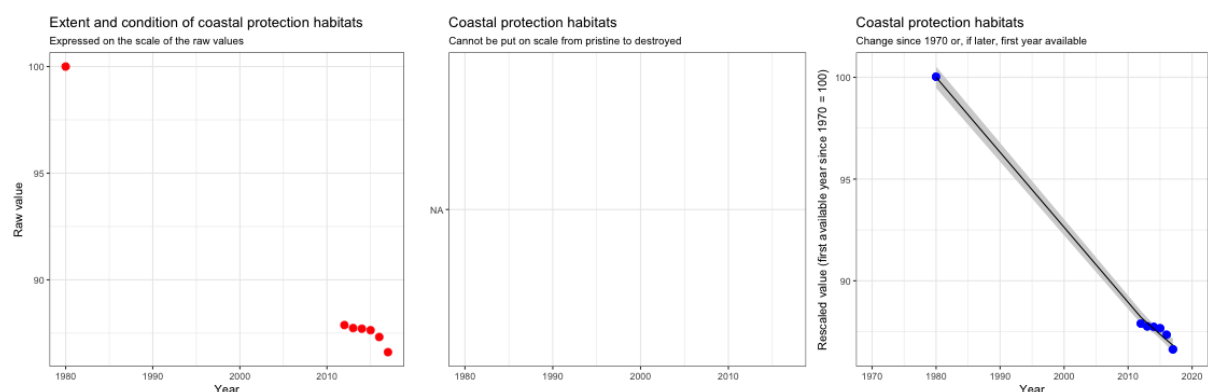 Extent and condition of coastal protection habitats
Expressed on the scale of the raw values
100
95
90
Raw value
1980
1990
2000
2010
Year
Coastal protection habitats
Cannot be put on scale from pristine to destroyed
NA
1980
1990
2000
2010
Coastal protection habitats
Change since 1970 or, if later, first year available
Rescaled value (first available year since 1970 = 100)
100
95
90
1970
1980
1990
2000
2010
2020
Year